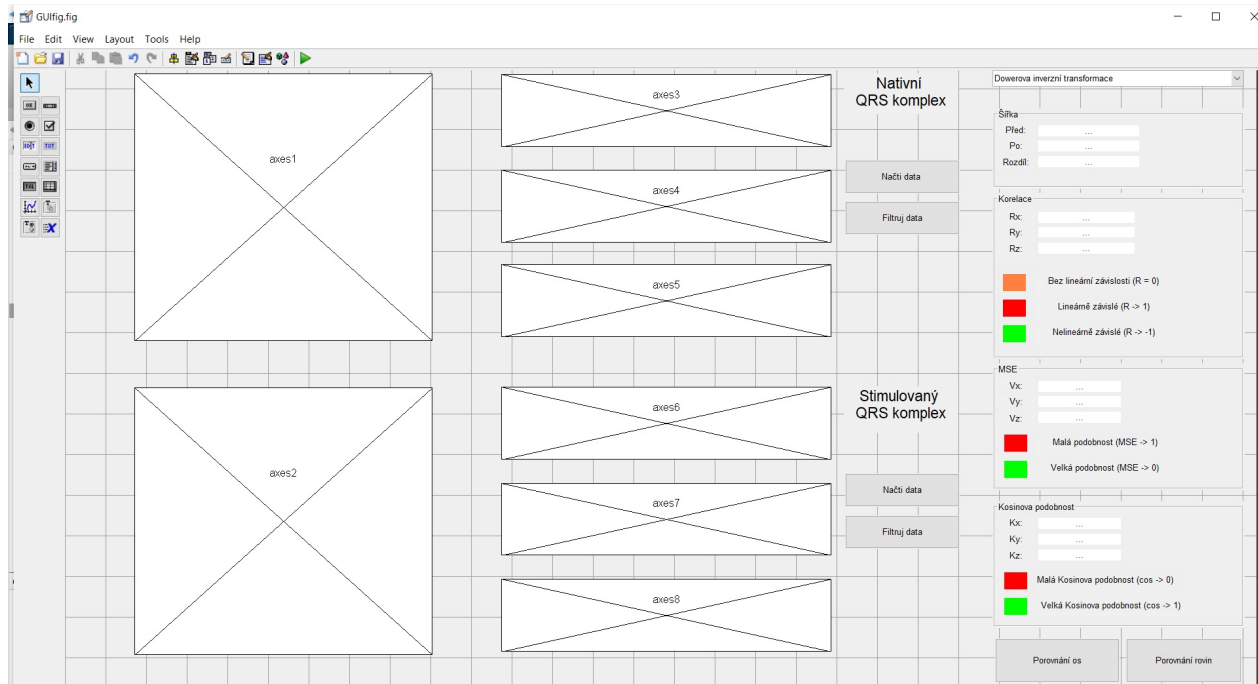 GUIfig.fig
File Edit View Layout Tools Help
axes1
axes3
axes4
axes5
Nativní
QRS komplex
Načti data
Filtruj data
axes2
axes6
axes7
axes8
Stimulovaný
QRS komplex
Načti data
Filtruj data
Dowerova inverzní transformace
Šířka
Před: ...
Po: ...
Rozdíl: ...
Korelace
Rx: ...
Ry: ...
Rz: ...
Bez lineární závislosti (R = 0)
Lineárně závislé (R -> 1)
Nelineárně závislé (R -> -1)
MSE
Vx: ...
Vy: ...
Vz: ...
Malá podobnost (MSE -> 1)
Velká podobnost (MSE -> 0)
Kosinova podobnost
Kx: ...
Ky: ...
Kz: ...
Malá Kosinova podobnost (cos -> 0)
Velká Kosinova podobnost (cos -> 1)
Porovnání os
Porovnání rovin